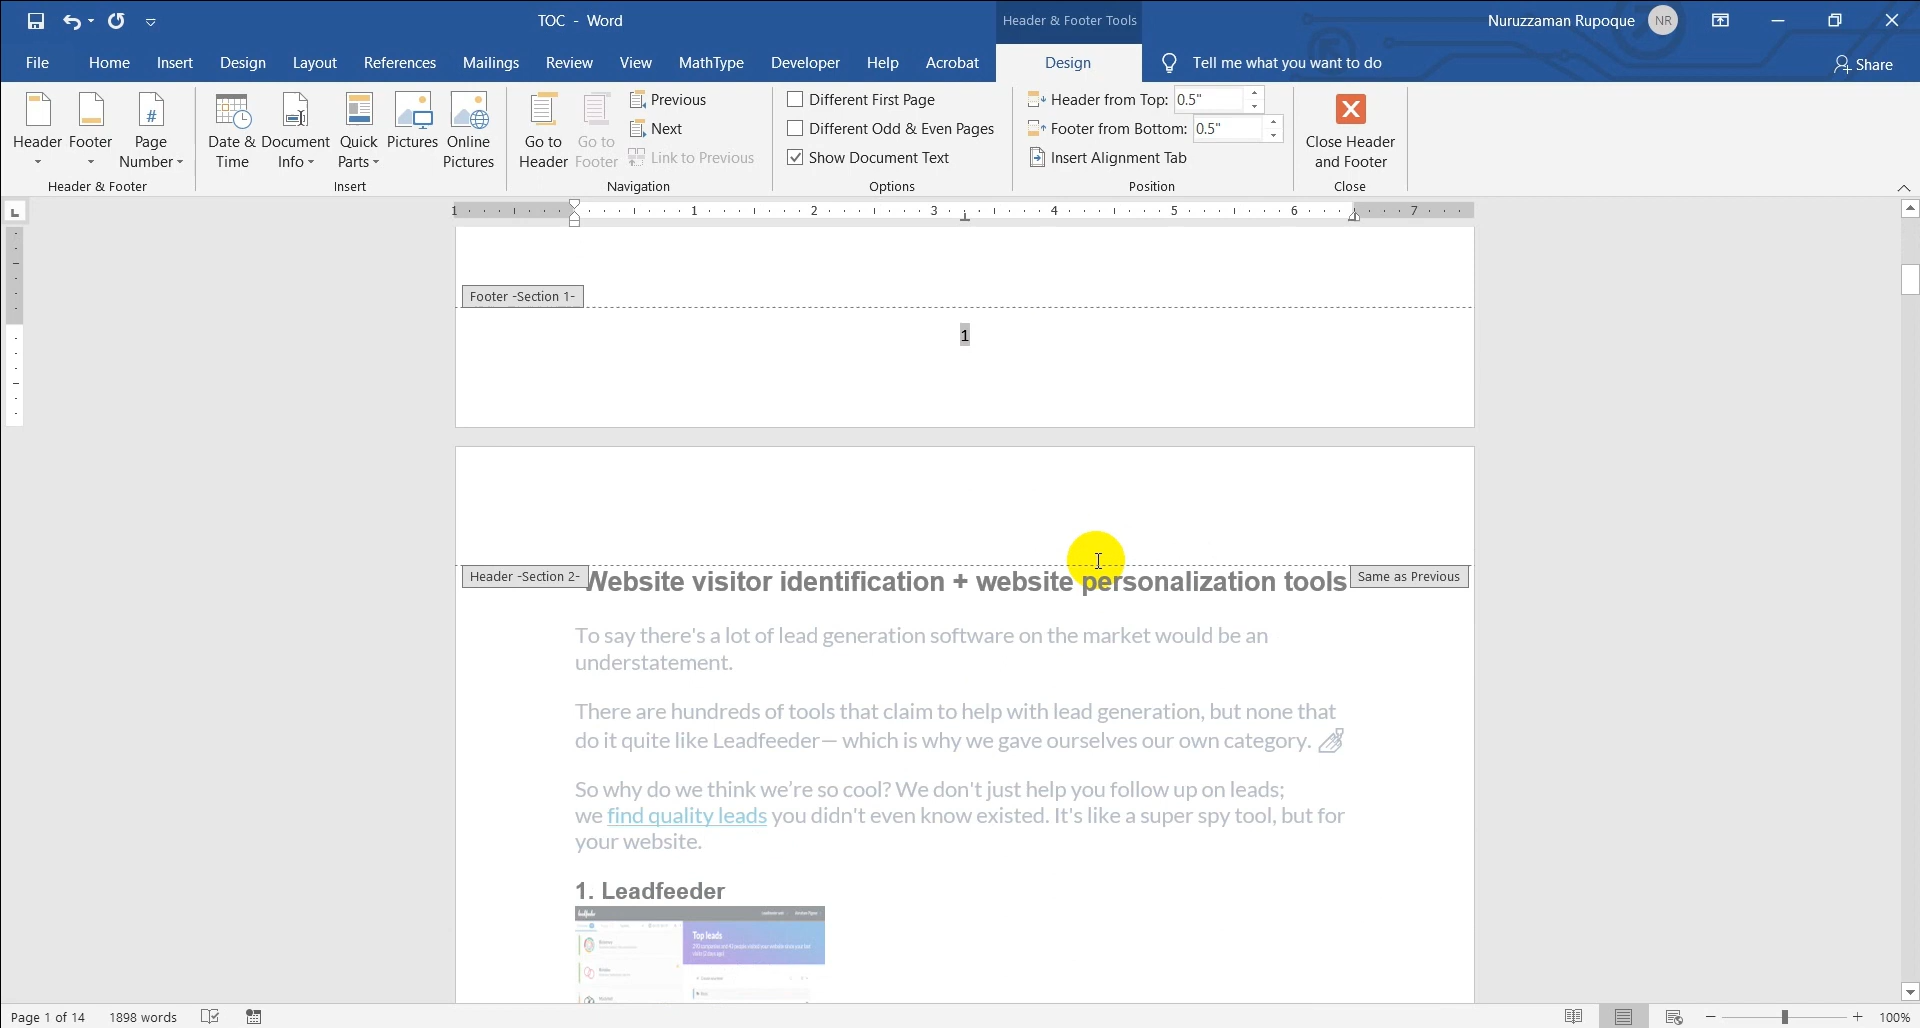 TOC - Word
Header & Footer Tools
Nuruzzaman Rupoque NR
File Home Insert Design Layout References Mailings Review View MathType Developer Help Acrobat Design Tell me what you want to do Share
Header Footer Page Number
Header & Footer
Date & Time Document Info Quick Parts Pictures Online Pictures
Insert
Go to Header Go to Footer
Previous
Next
Link to Previous
Navigation
Different First Page
Different Odd & Even Pages
Show Document Text
Options
Header from Top: 0.5"
Footer from Bottom: 0.5"
Insert Alignment Tab
Position
Close Header and Footer
Close
1 1 2 3 4 5 6 7
Footer -Section 1-
1
Header -Section 2-
Same as Previous
Website visitor identification + website personalization tools
To say there's a lot of lead generation software on the market would be an
understatement.
There are hundreds of tools that claim to help with lead generation, but none that
do it quite like Leadfeeder— which is why we gave ourselves our own category.
So why do we think we’re so cool? We don't just help you follow up on leads;
we find quality leads you didn't even know existed. It's like a super spy tool, but for
your website.
1. Leadfeeder
Top leads
Page 1 of 14 1898 words 100%